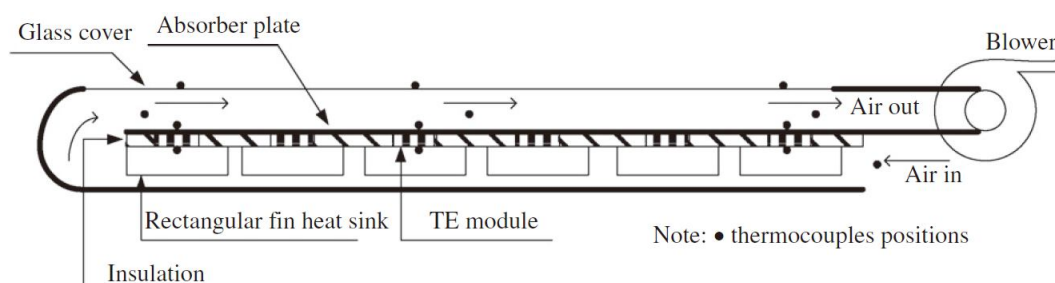 Glass cover
Absorber plate
Blower
Air out
Air in
Rectangular fin heat sink
TE module
Note: • thermocouples positions
Insulation